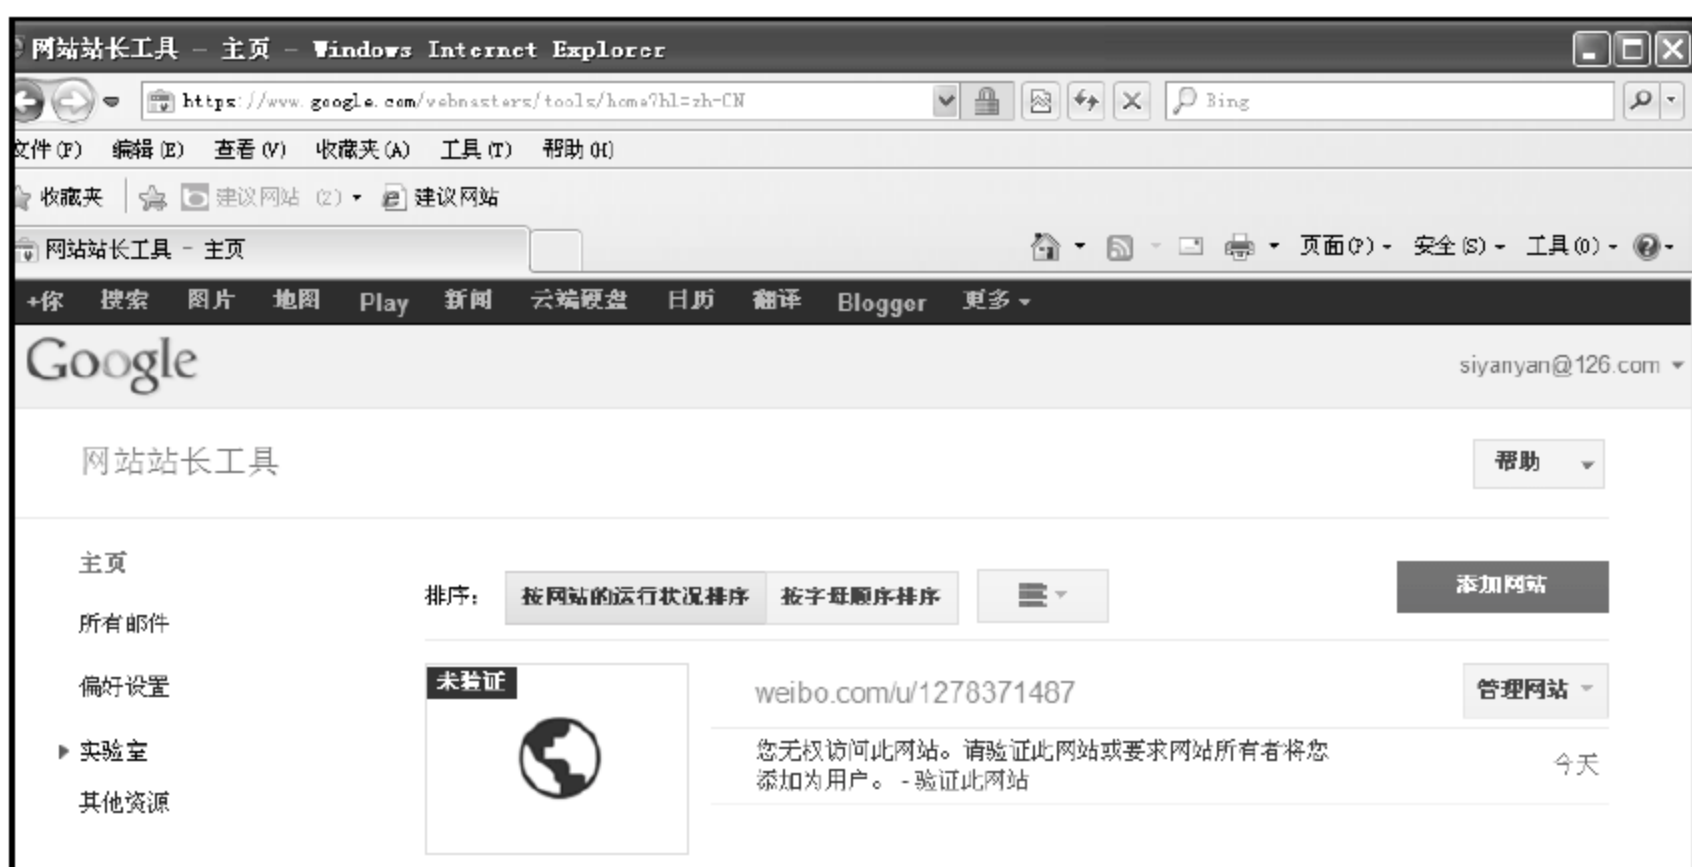 网站站长工具 - 主页 - Windows Internet Explorer
https://www.google.com/webmasters/tools/home?hl=zh-CN
Bing
文件(F) 编辑(E) 查看(V) 收藏夹(A) 工具(T) 帮助(H)
收藏夹 建议网站 (2) 建议网站
网站站长工具 - 主页
页面(P) 安全(S) 工具(O)
+你 搜索 图片 地图 Play 新闻 云端硬盘 日历 翻译 Blogger 更多
Google
siyanyan@126.com
网站站长工具
帮助
主页
所有邮件
偏好设置
实验室
其他资源
排序: 按网站的运行状况排序 按字母顺序排序
添加网站
未验证
weibo.com/u/1278371487
管理网站
您无权访问此网站。请验证此网站或要求网站所有者将您
添加为用户。 - 验证此网站
今天